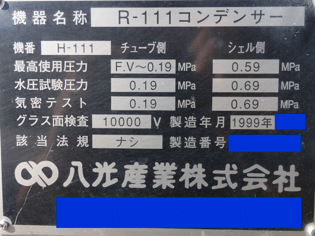 機器名称 R-111コンデンサー
機番 H-111 チューブ側 シェル側
最高使用圧力 F.V～0.19 MPa 0.59 MPa
水圧試験圧力 0.19 MPa 0.69 MPa
気密テスト 0.19 MPa 0.69 MPa
グラス面検査 10000 V 製造年月 1999年
該当法規 ナシ 製造番号
八光産業株式会社